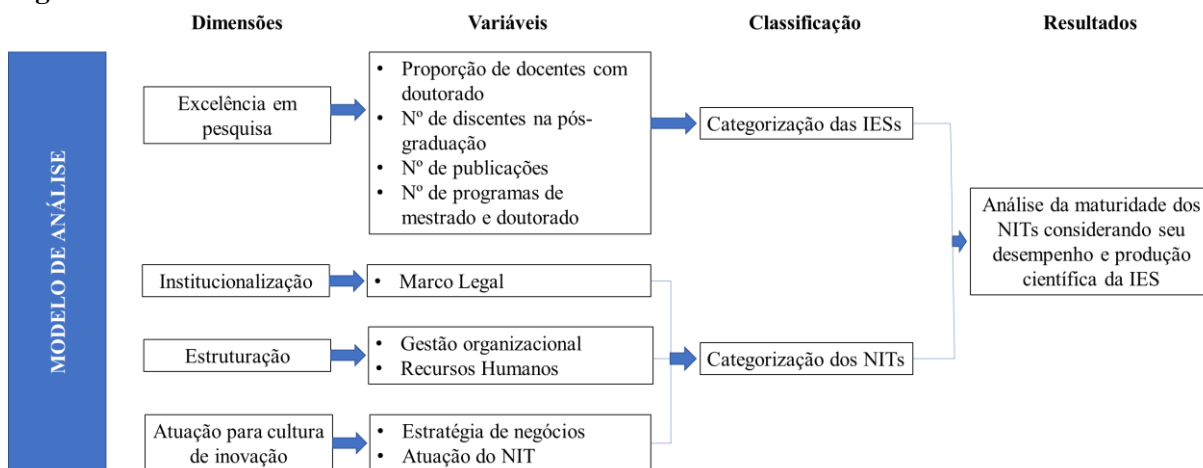 Dimensões
Variáveis
Classificação
Resultados
MODELO DE ANÁLISE
Excelência em
pesquisa
• Proporção de docentes com
doutorado
• Nº de discentes na pós-
graduação
• Nº de publicações
• Nº de programas de
mestrado e doutorado
Categorização das IESs
Institucionalização
• Marco Legal
Estruturação
• Gestão organizacional
• Recursos Humanos
Atuação para cultura
de inovação
• Estratégia de negócios
• Atuação do NIT
Categorização dos NITs
Análise da maturidade dos
NITs considerando seu
desempenho e produção
científica da IES